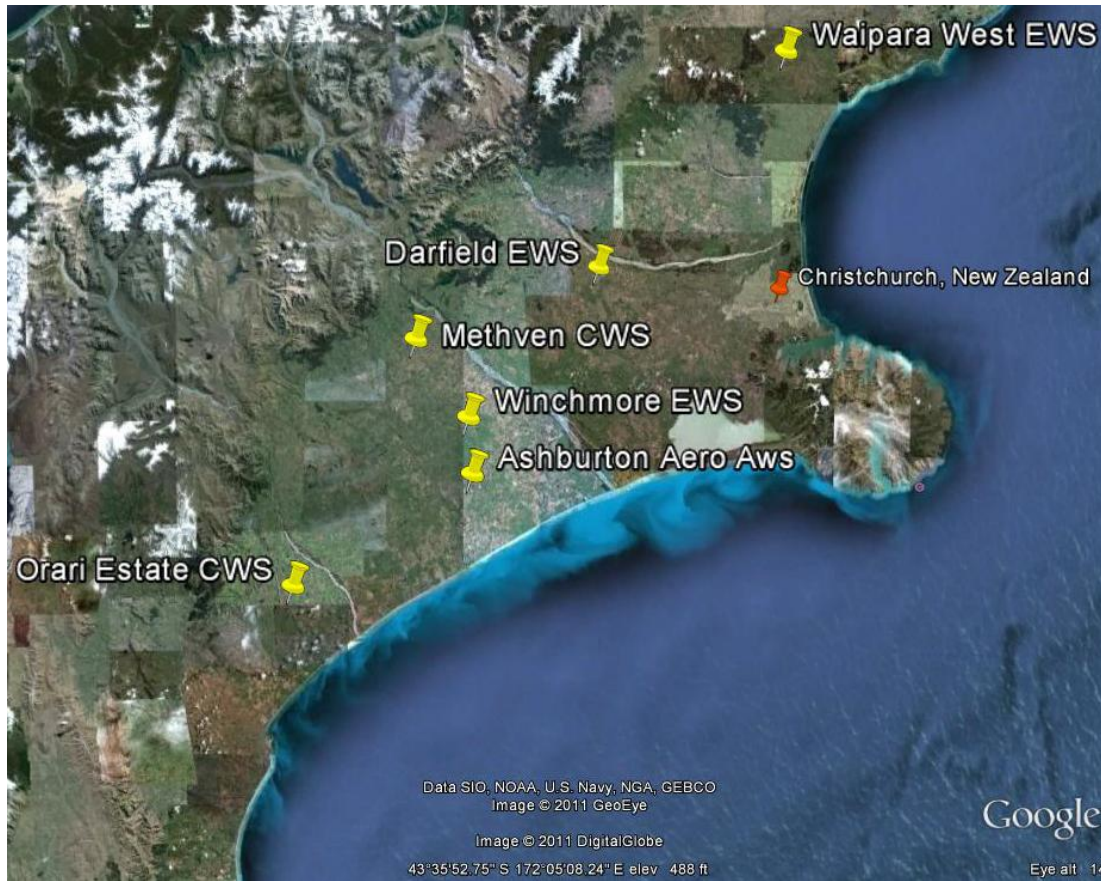 Waipara West EWS
Darfield EWS
Christchurch, New Zealand
Methven CWS
Winchmore EWS
Ashburton Aero Aws
Orari Estate CWS
Data SIO, NOAA, U.S. Navy, NGA, GEBCO
Image © 2011 GeoEye
Google
Image © 2011 DigitalGlobe
43°35'52.75" S 172°05'08.24" E elev 488 ft
Eye alt